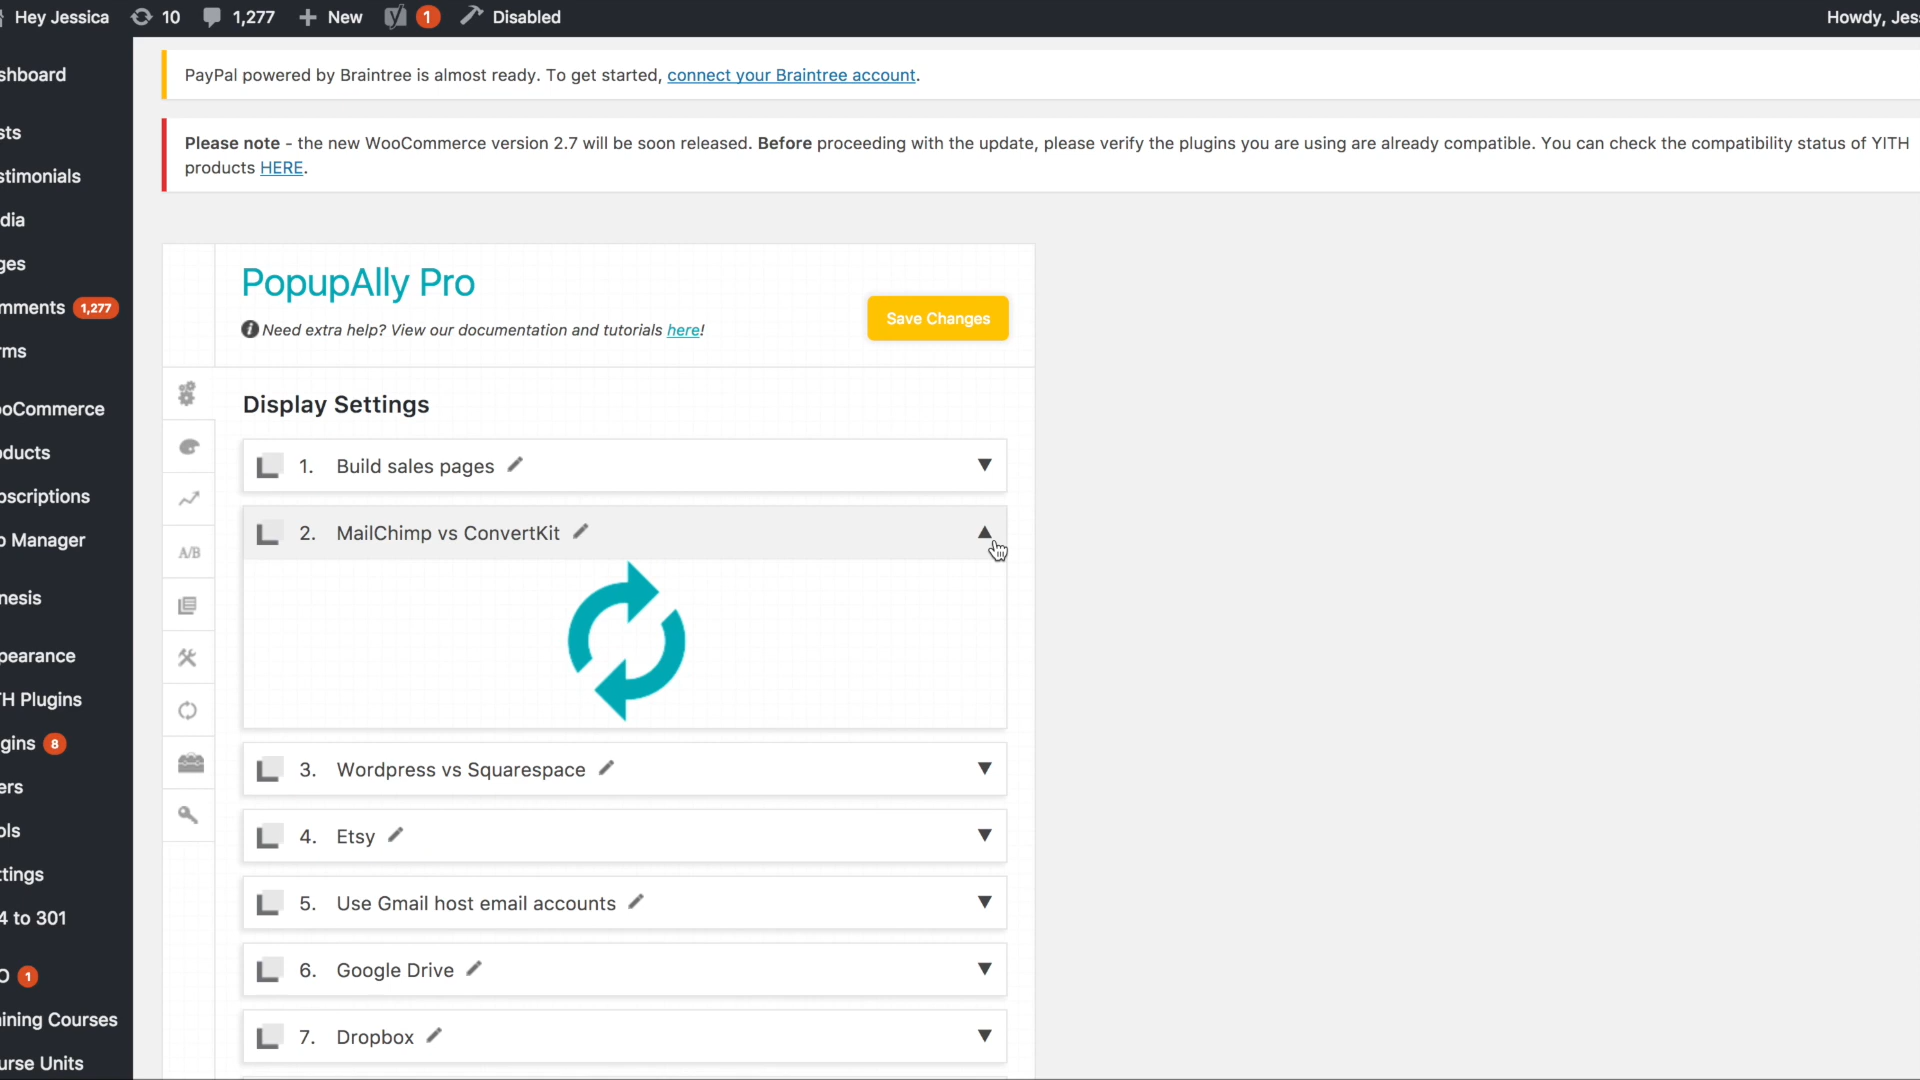 Hey Jessica 10 1,277 New 1 Disabled Howdy, Jess
shboard
sts
stimonials
dia
ges
mments 1,277
rms
oCommerce
ducts
bscriptions
o Manager
nesis
pearance
TH Plugins
gins 8
ers
ols
ttings
4 to 301
O 1
ining Courses
urse Units
PayPal powered by Braintree is almost ready. To get started, connect your Braintree account.
Please note - the new WooCommerce version 2.7 will be soon released. Before proceeding with the update, please verify the plugins you are using are already compatible. You can check the compatibility status of YITH
products HERE.
PopupAlly Pro
Need extra help? View our documentation and tutorials here!
Save Changes
Display Settings
A/B
1. Build sales pages
2. MailChimp vs ConvertKit
3. Wordpress vs Squarespace
4. Etsy
5. Use Gmail host email accounts
6. Google Drive
7. Dropbox